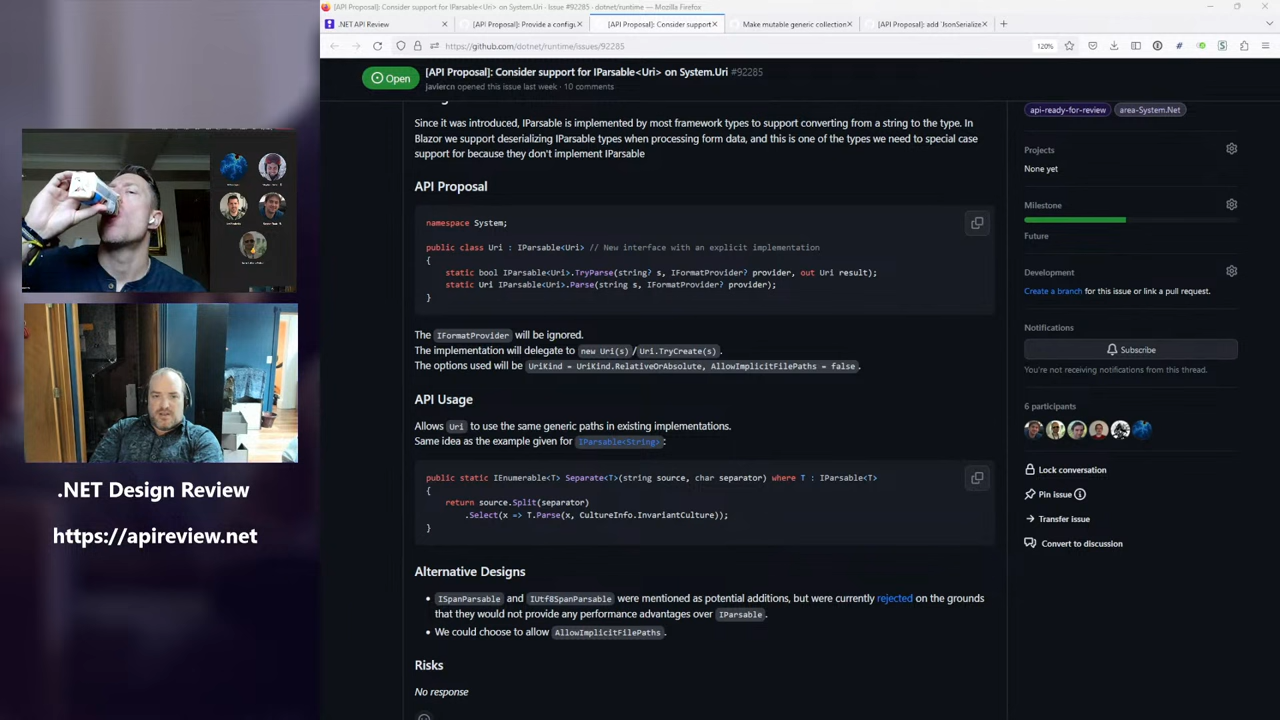 [API Proposal]: Consider support for IParsable<Uri> on System.Uri · Issue #92285 · dotnet/runtime — Mozilla Firefox
.NET API Review
[API Proposal]: Provide a configu
[API Proposal]: Consider support
Make mutable generic collection
[API Proposal]: add `JsonSerialize
https://github.com/dotnet/runtime/issues/92285
120%
Open
[API Proposal]: Consider support for IParsable<Uri> on System.Uri #92285
javiercn opened this issue last week · 10 comments
api-ready-for-review
area-System.Net
Since it was introduced, IParsable is implemented by most framework types to support converting from a string to the type. In
Blazor we support deserializing IParsable types when processing form data, and this is one of the types we need to special case
support for because they don't implement IParsable
API Proposal
namespace System;
public class Uri : IParsable<Uri> // New interface with an explicit implementation
{
static bool IParsable<Uri>.TryParse(string? s, IFormatProvider? provider, out Uri result);
static Uri IParsable<Uri>.Parse(string s, IFormatProvider? provider);
}
The IFormatProvider will be ignored.
The implementation will delegate to new Uri(s) / Uri.TryCreate(s).
The options used will be UriKind = UriKind.RelativeOrAbsolute, AllowImplicitFilePaths = false.
API Usage
Allows Uri to use the same generic paths in existing implementations.
Same idea as the example given for IParsable<String>:
public static IEnumerable<T> Separate<T>(string source, char separator) where T : IParsable<T>
{
return source.Split(separator)
.Select(x => T.Parse(x, CultureInfo.InvariantCulture));
}
Alternative Designs
ISpanParsable and IUtf8SpanParsable were mentioned as potential additions, but were currently rejected on the grounds
that they would not provide any performance advantages over IParsable.
We could choose to allow AllowImplicitFilePaths.
Risks
No response
Projects
None yet
Milestone
Future
Development
Create a branch for this issue or link a pull request.
Notifications
Subscribe
You're not receiving notifications from this thread.
6 participants
Lock conversation
Pin issue
Transfer issue
Convert to discussion
.NET Design Review
https://apireview.net